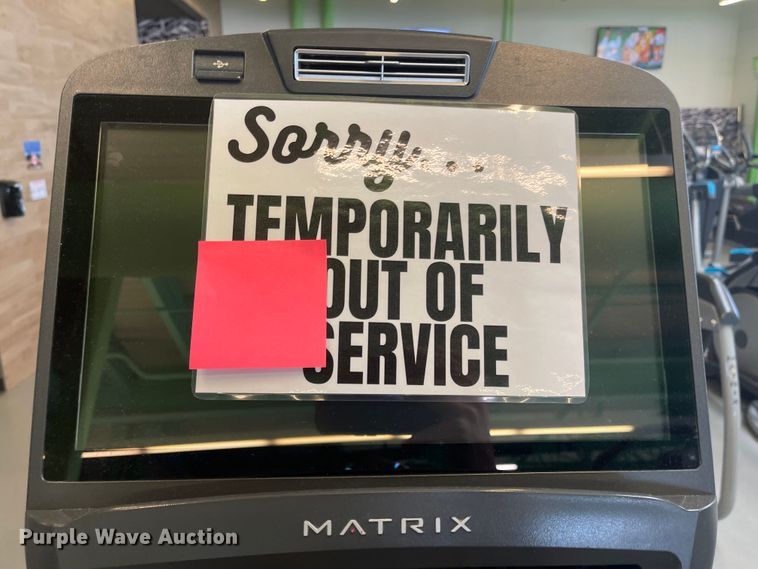 Sorry...
TEMPORARILY
OUT OF
SERVICE
MATRIX
Purple Wave Auction